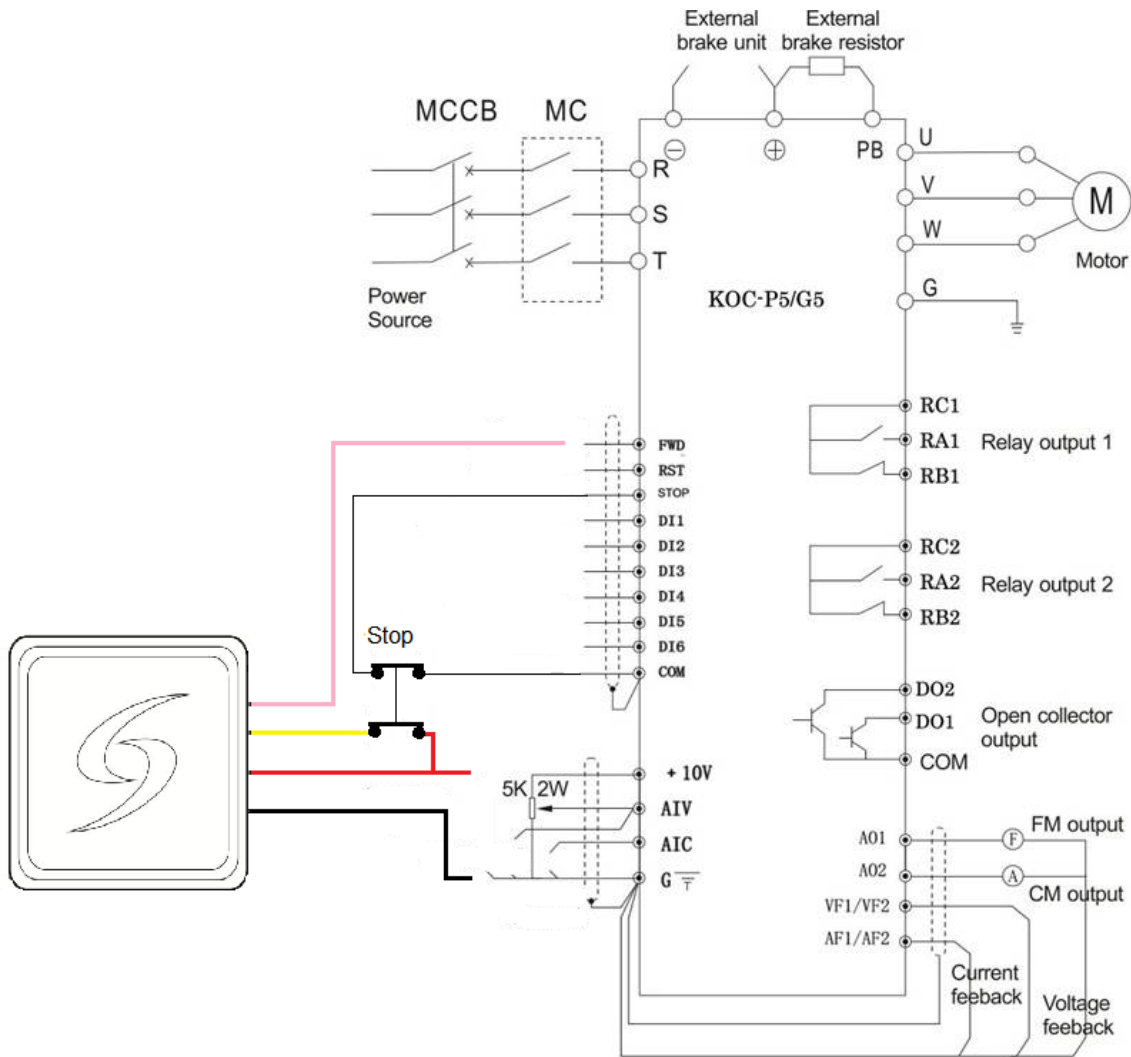 External
brake unit
External
brake resistor
MCCB
MC
PB
U
R
V
S
M
W
T
Motor
Power
Source
KOC-P5/G5
G
RC1
FWD
RA1
Relay output 1
RST
RB1
STOP
DI1
DI2
RC2
DI3
RA2
Relay output 2
DI4
DI5
RB2
Stop
DI6
COM
DO2
DO1
Open collector
output
COM
+10V
5K 2W
AIV
AIC
G
AO1
F
FM output
AO2
A
CM output
VF1/VF2
AF1/AF2
Current
feeback
Voltage
feeback